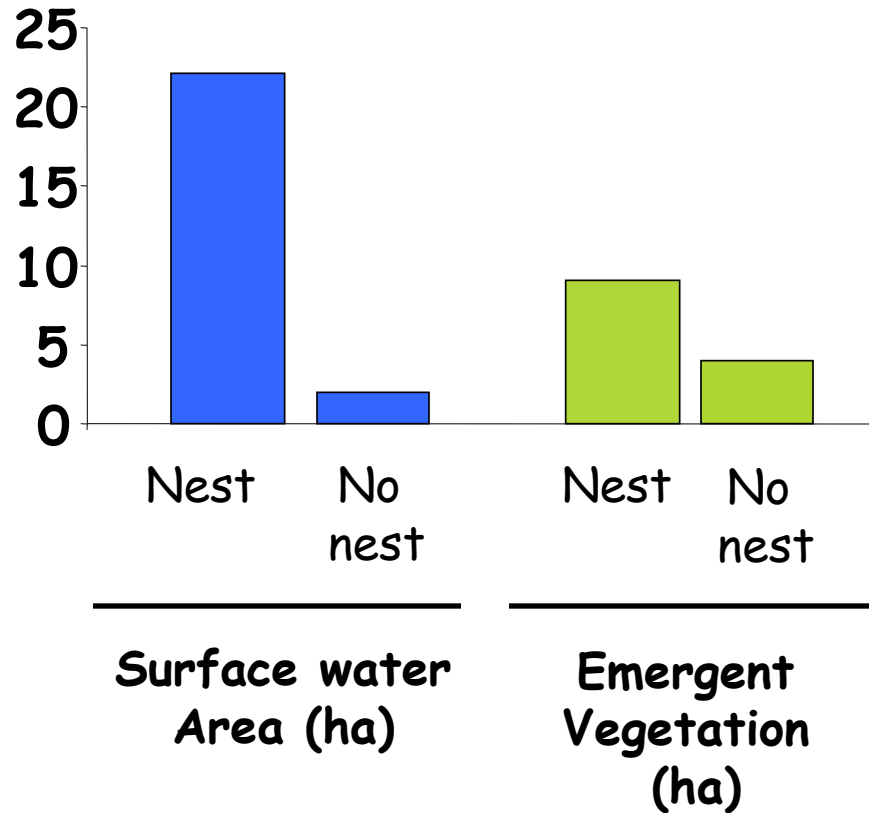 25
20
15
10
5
0
Nest No nest Nest No nest
Surface water
Area (ha)
Emergent
Vegetation
(ha)